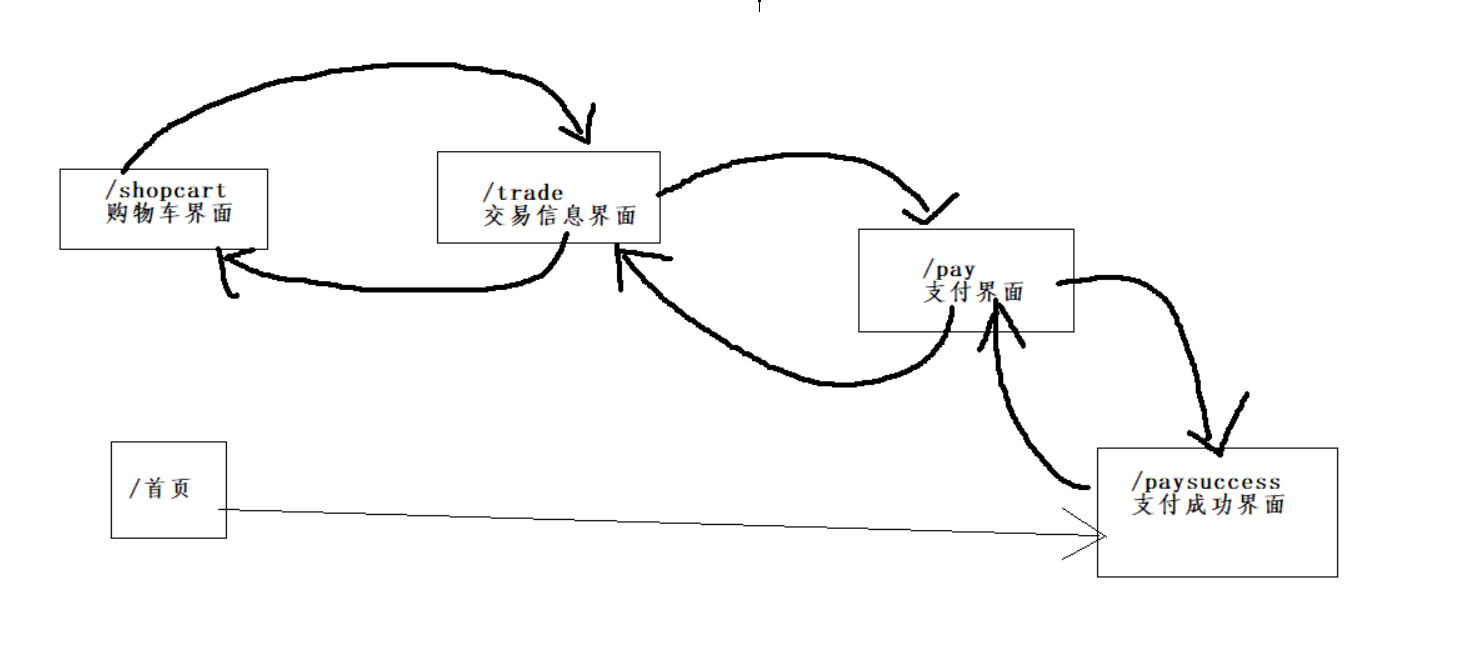 /shopcart
购物车界面
/trade
交易信息界面
/pay
支付界面
/首页
/paysuccess
支付成功界面